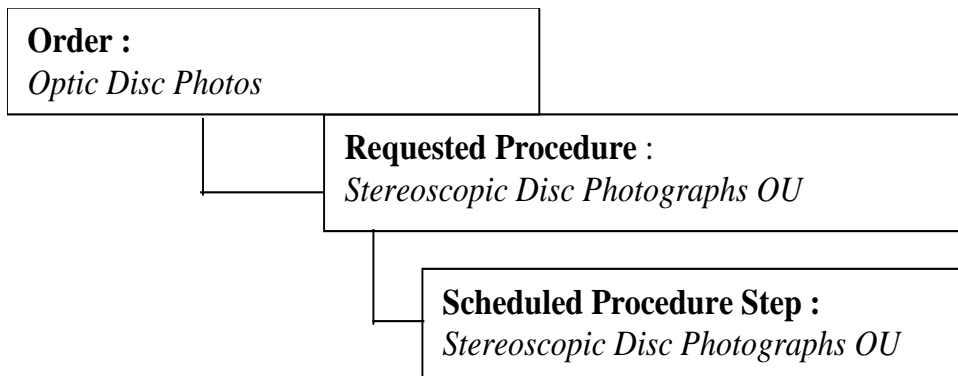 Order :
Optic Disc Photos
Requested Procedure :
Stereoscopic Disc Photographs OU
Scheduled Procedure Step :
Stereoscopic Disc Photographs OU